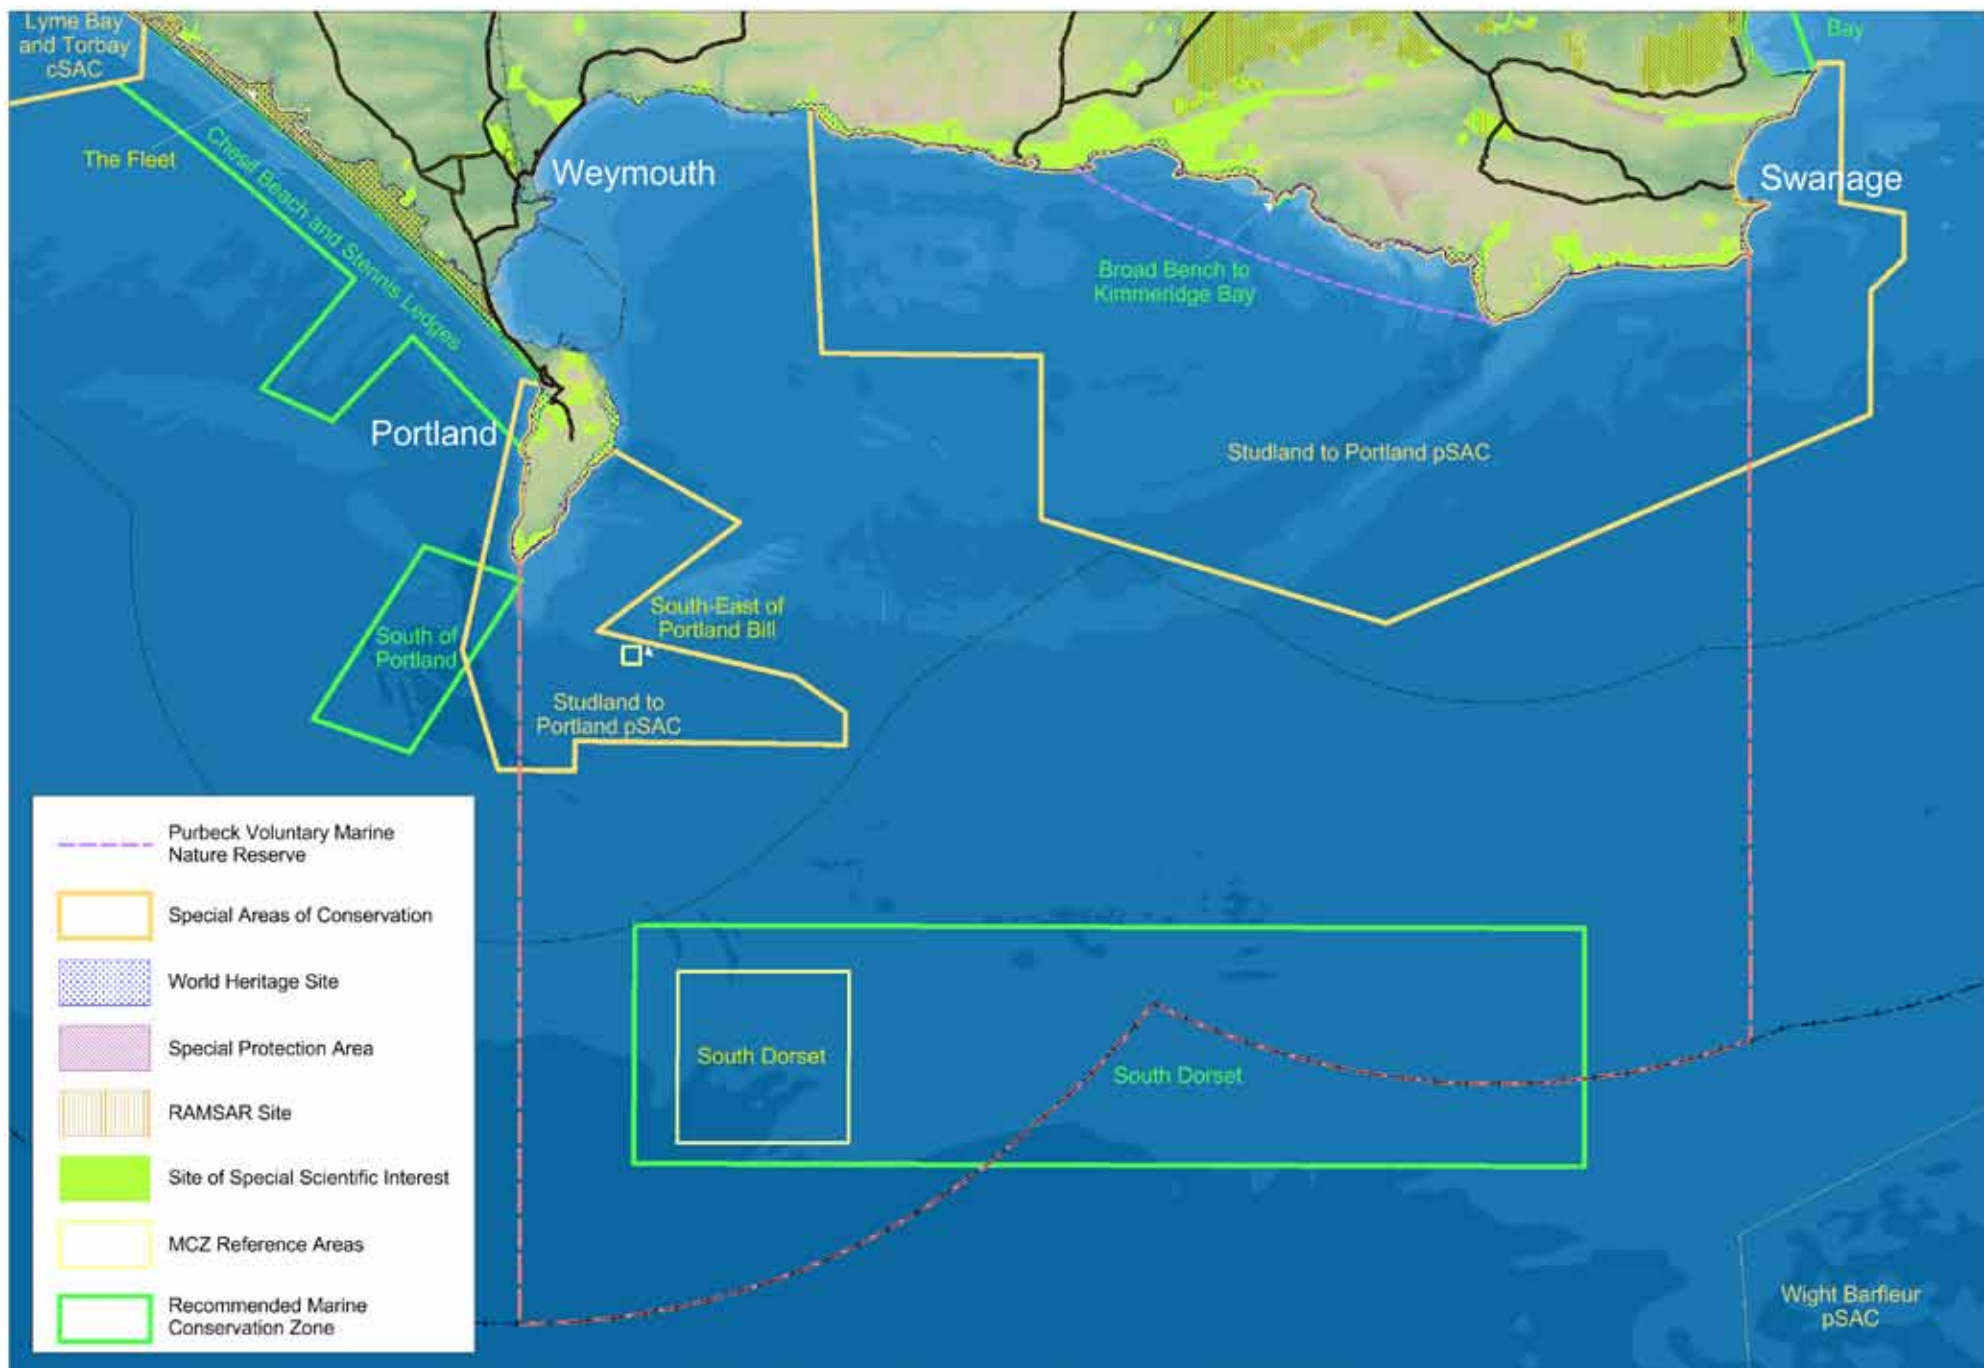 Lyme Bay
and Torbay
cSAC
Bay
The Fleet
Chesil Beach and Stennis Ledges
Weymouth
Swanage
Broad Bench to
Kimmeridge Bay
Portland
Studland to Portland pSAC
South-East of
Portland Bill
South of
Portland
Studland to
Portland pSAC
South Dorset
South Dorset
Wight Barfleur
pSAC
Purbeck Voluntary Marine
Nature Reserve
Special Areas of Conservation
World Heritage Site
Special Protection Area
RAMSAR Site
Site of Special Scientific Interest
MCZ Reference Areas
Recommended Marine
Conservation Zone